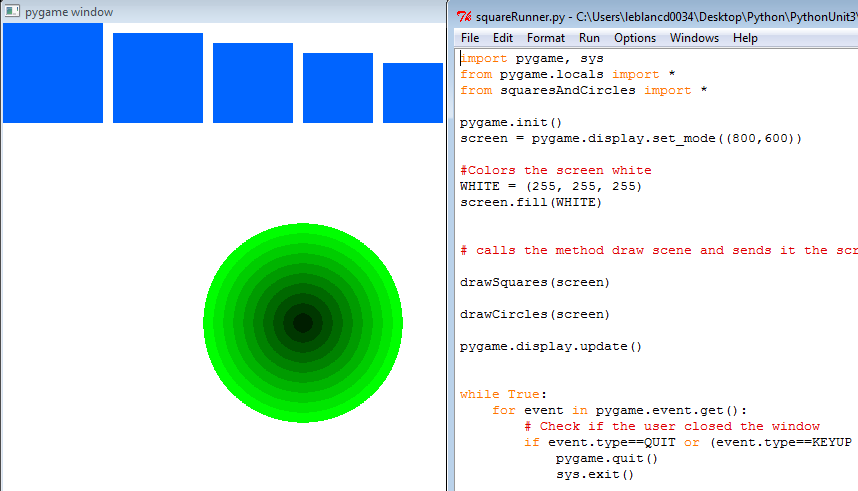 pygame window
squareRunner.py - C:\Users\leblancd0034\Desktop\Python\PythonUnit3\
File Edit Format Run Options Windows Help
import pygame, sys
from pygame.locals import *
from squaresAndCircles import *
pygame.init()
screen = pygame.display.set_mode((800,600))
#Colors the screen white
WHITE = (255, 255, 255)
screen.fill(WHITE)
# calls the method draw scene and sends it the scr
drawSquares(screen)
drawCircles(screen)
pygame.display.update()
while True:
    for event in pygame.event.get():
        # Check if the user closed the window
        if event.type==QUIT or (event.type==KEYUP
            pygame.quit()
            sys.exit()